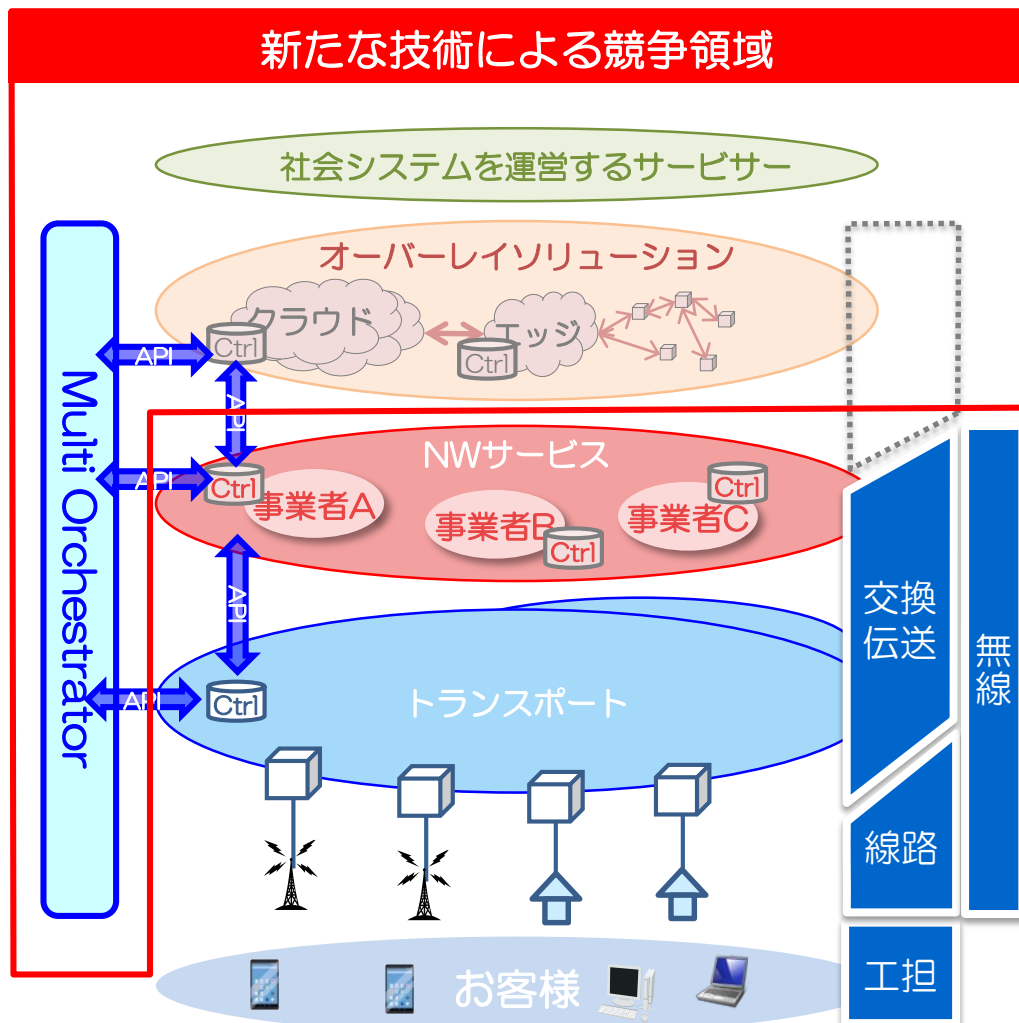 新たな技術による競争領域
社会システムを運営するサービサー
オーバーレイソリューション
クラウド
エッジ
Ctrl
Ctrl
API
API
Multi Orchestrator
NWサービス
API
Ctrl
事業者A
事業者B
Ctrl
事業者C
Ctrl
API
トランスポート
API
Ctrl
交換
伝送
無
線
線路
お客様
工担